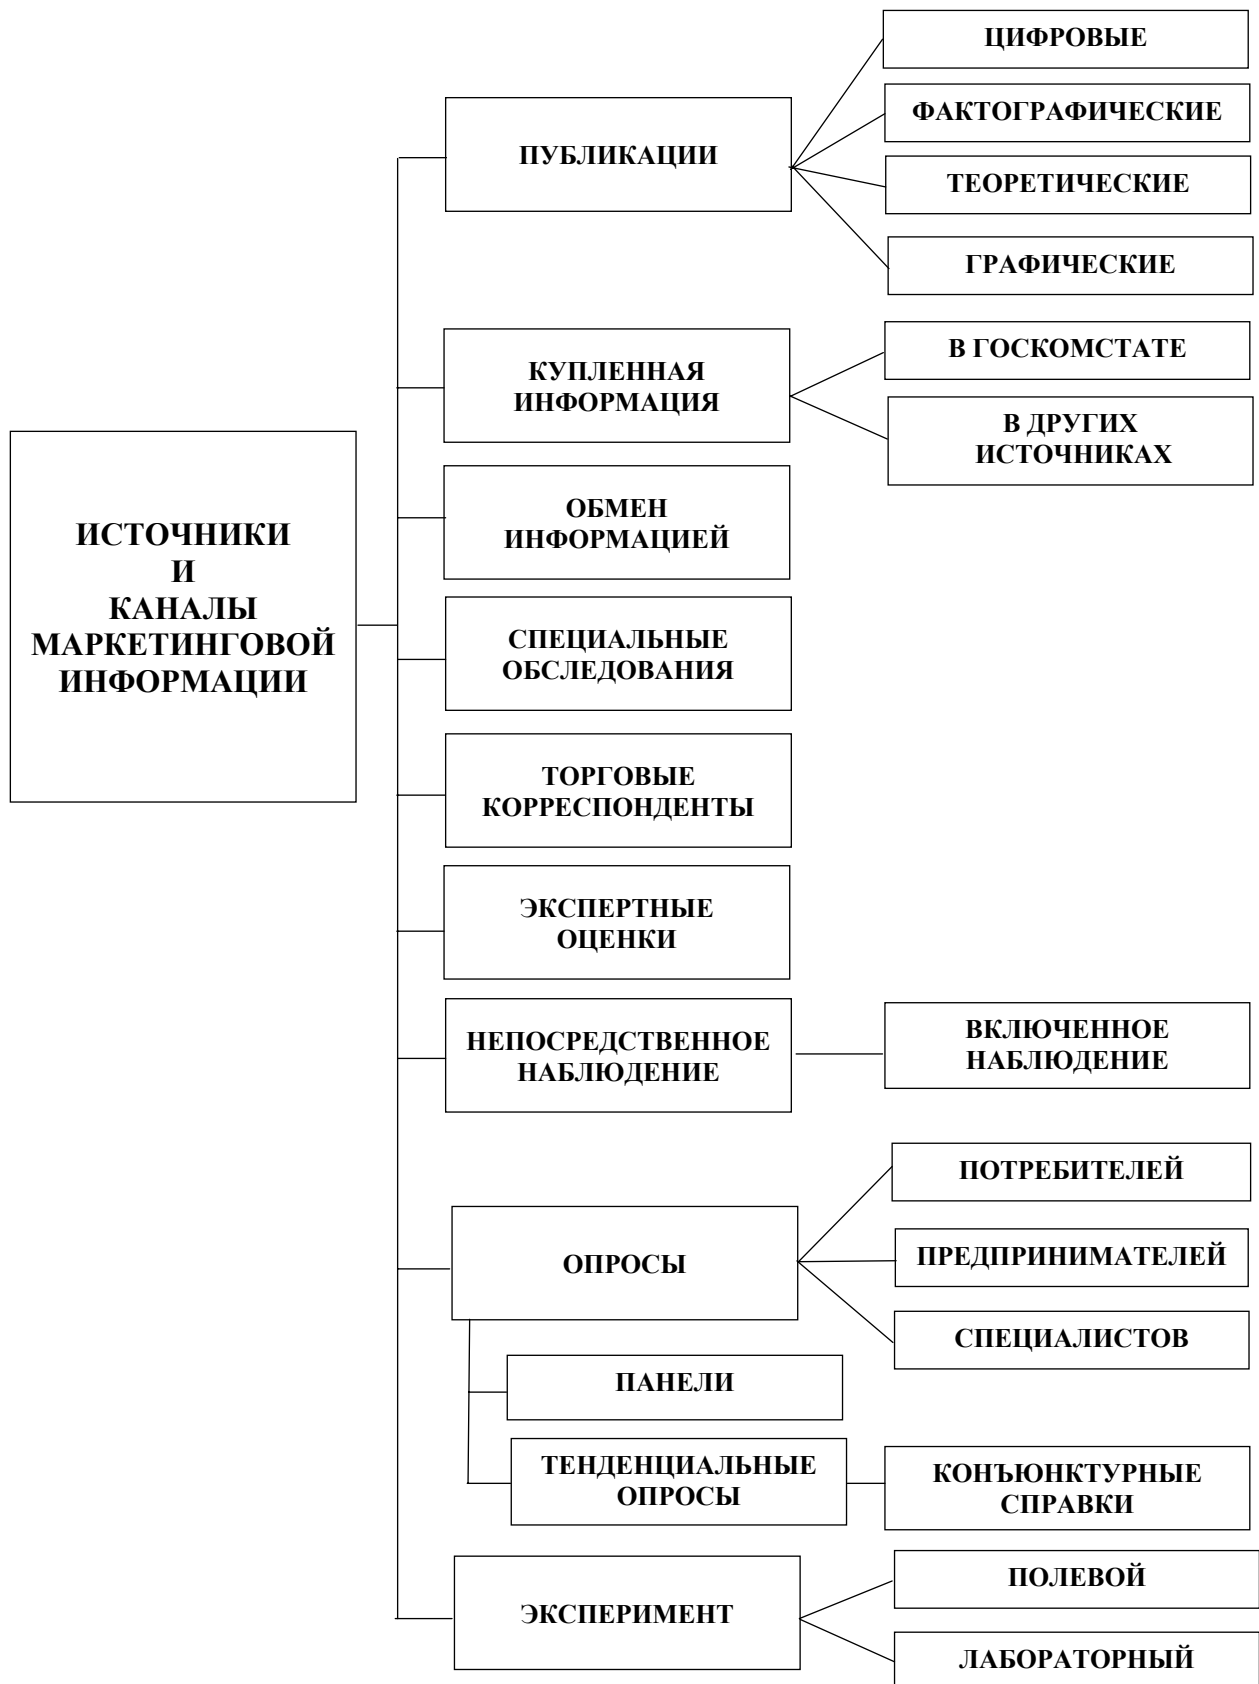 ИСТОЧНИКИ
И
КАНАЛЫ
МАРКЕТИНГОВОЙ
ИНФОРМАЦИИ
ПУБЛИКАЦИИ
ЦИФРОВЫЕ
ФАКТОГРАФИЧЕСКИЕ
ТЕОРЕТИЧЕСКИЕ
ГРАФИЧЕСКИЕ
КУПЛЕННАЯ
ИНФОРМАЦИЯ
В ГОСКОМСТАТЕ
В ДРУГИХ
ИСТОЧНИКАХ
ОБМЕН
ИНФОРМАЦИЕЙ
СПЕЦИАЛЬНЫЕ
ОБСЛЕДОВАНИЯ
ТОРГОВЫЕ
КОРРЕСПОНДЕНТЫ
ЭКСПЕРТНЫЕ
ОЦЕНКИ
НЕПОСРЕДСТВЕННОЕ
НАБЛЮДЕНИЕ
ВКЛЮЧЕННОЕ
НАБЛЮДЕНИЕ
ОПРОСЫ
ПОТРЕБИТЕЛЕЙ
ПРЕДПРИНИМАТЕЛЕЙ
СПЕЦИАЛИСТОВ
ПАНЕЛИ
ТЕНДЕНЦИАЛЬНЫЕ
ОПРОСЫ
КОНЪЮНКТУРНЫЕ
СПРАВКИ
ЭКСПЕРИМЕНТ
ПОЛЕВОЙ
ЛАБОРАТОРНЫЙ